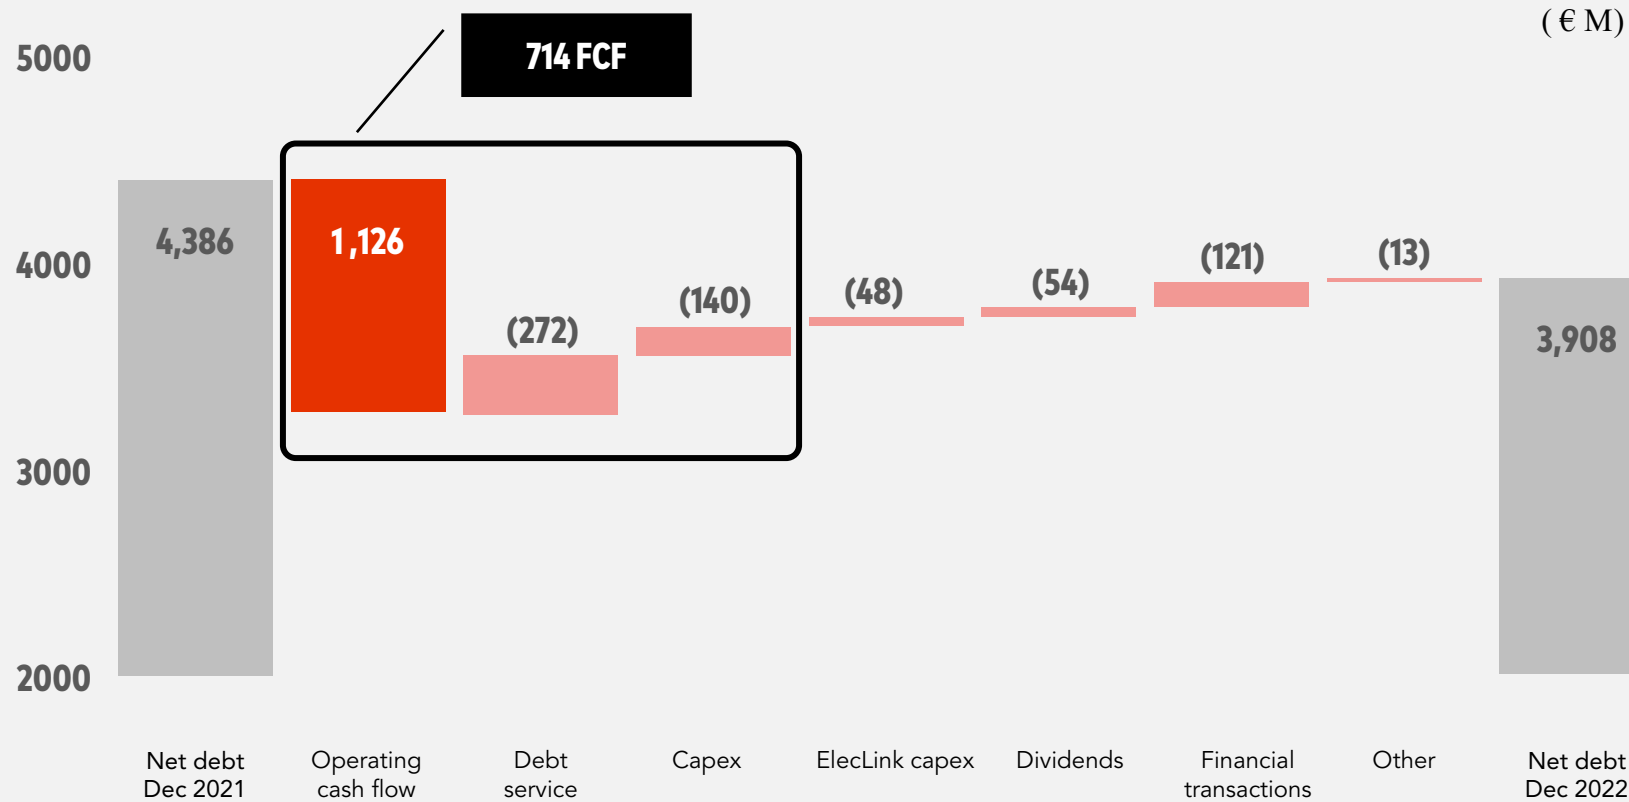 ( € M)
714 FCF
5000
4000
3000
2000
4,386
1,126
(272)
(140)
(48)
(54)
(121)
(13)
3,908
Net debt
Dec 2021
Operating
cash flow
Debt
service
Capex
ElecLink capex
Dividends
Financial
transactions
Other
Net debt
Dec 2022